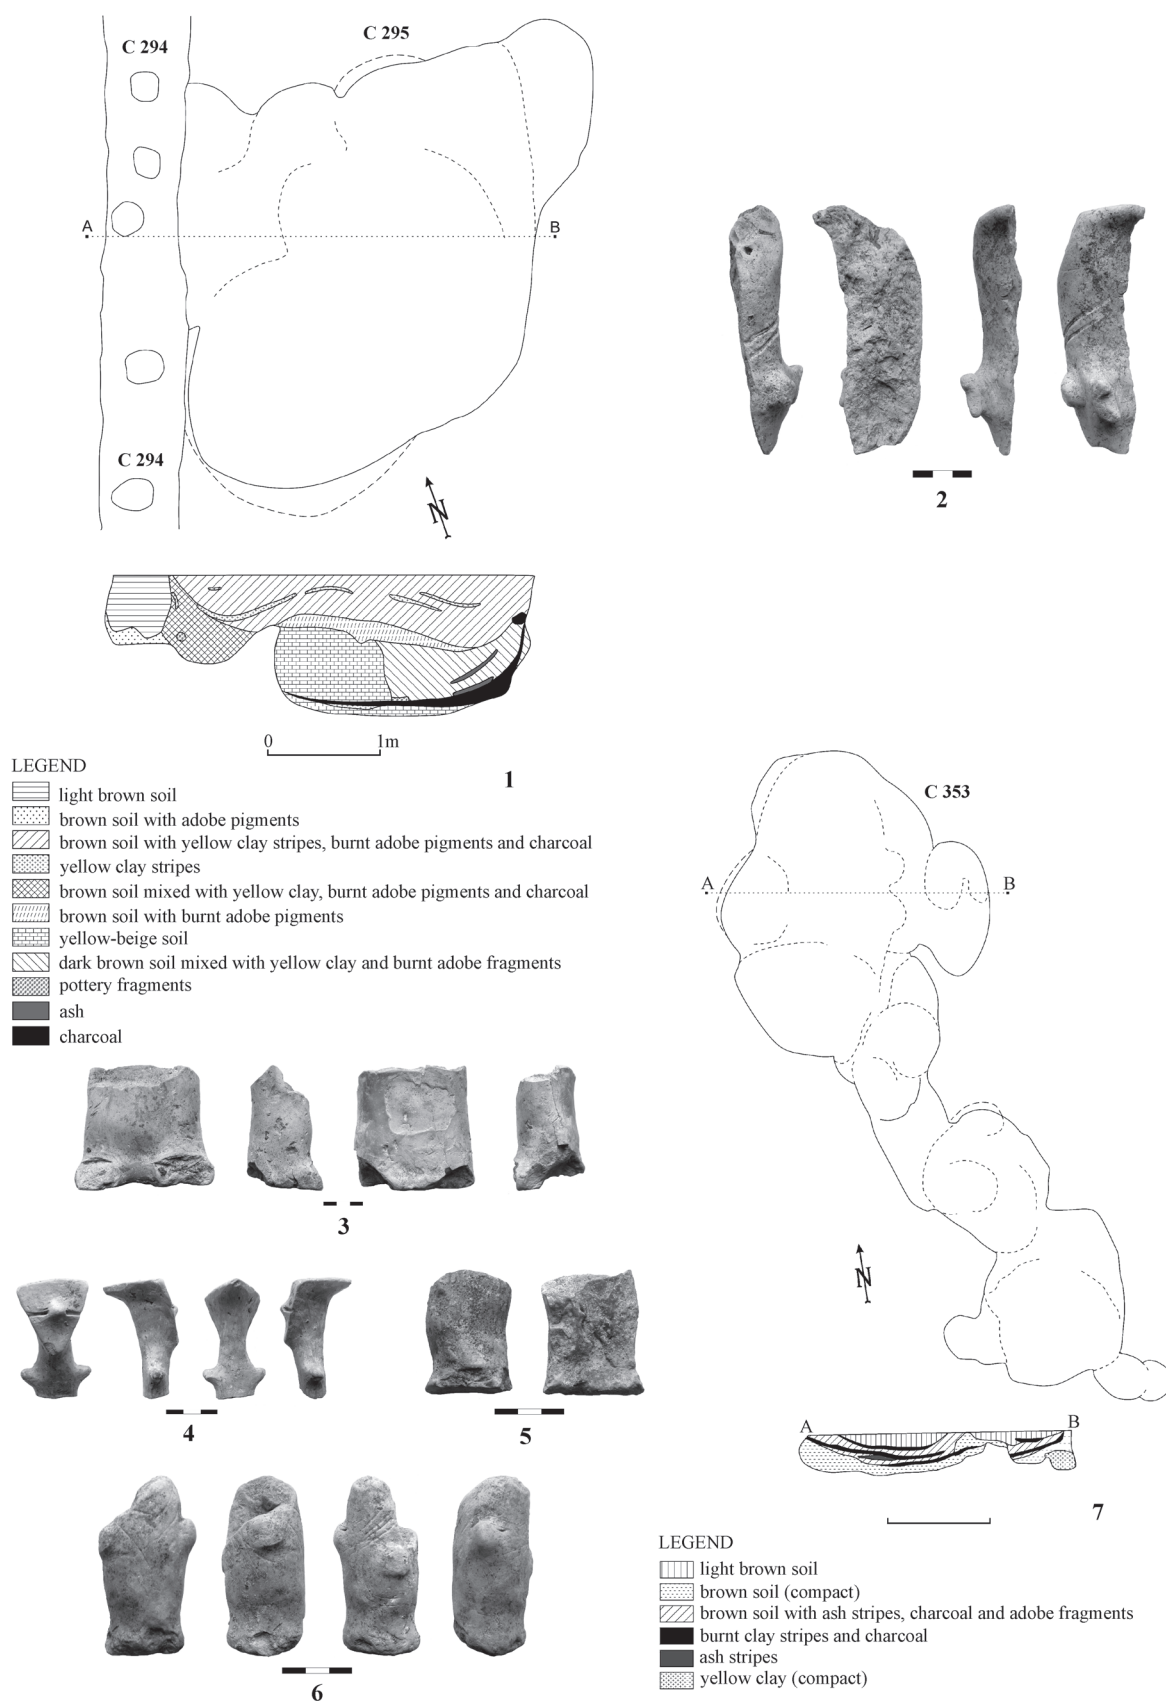 C 294
C 295
A
B
C 294
N
2
0
1m
1
LEGEND
light brown soil
brown soil with adobe pigments
brown soil with yellow clay stripes, burnt adobe pigments and charcoal
yellow clay stripes
brown soil mixed with yellow clay, burnt adobe pigments and charcoal
brown soil with burnt adobe pigments
yellow-beige soil
dark brown soil mixed with yellow clay and burnt adobe fragments
pottery fragments
ash
charcoal
C 353
A
B
3
N
4
5
A
B
6
7
LEGEND
light brown soil
brown soil (compact)
brown soil with ash stripes, charcoal and adobe fragments
burnt clay stripes and charcoal
ash stripes
yellow clay (compact)